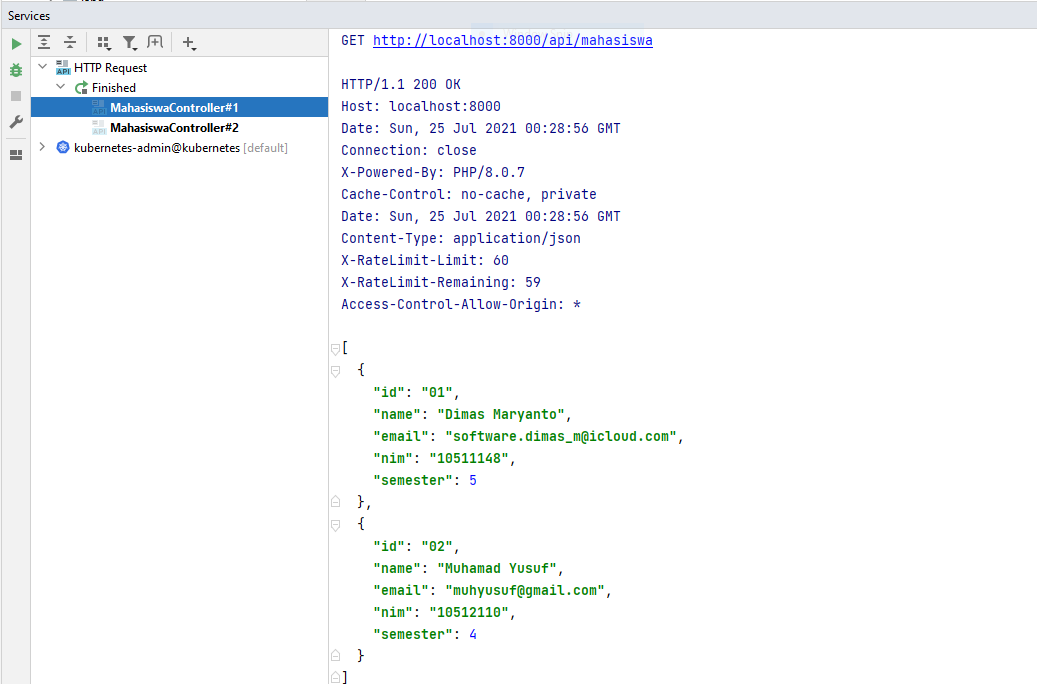 Services
HTTP Request
Finished
MahasiswaController#1
MahasiswaController#2
kubernetes-admin@kubernetes [default]
GET http://localhost:8000/api/mahasiswa
HTTP/1.1 200 OK
Host: localhost:8000
Date: Sun, 25 Jul 2021 00:28:56 GMT
Connection: close
X-Powered-By: PHP/8.0.7
Cache-Control: no-cache, private
Date: Sun, 25 Jul 2021 00:28:56 GMT
Content-Type: application/json
X-RateLimit-Limit: 60
X-RateLimit-Remaining: 59
Access-Control-Allow-Origin: *
[
{
"id": "01",
"name": "Dimas Maryanto",
"email": "software.dimas_m@icloud.com",
"nim": "10511148",
"semester": 5
},
{
"id": "02",
"name": "Muhamad Yusuf",
"email": "muhyusuf@gmail.com",
"nim": "10512110",
"semester": 4
}
]